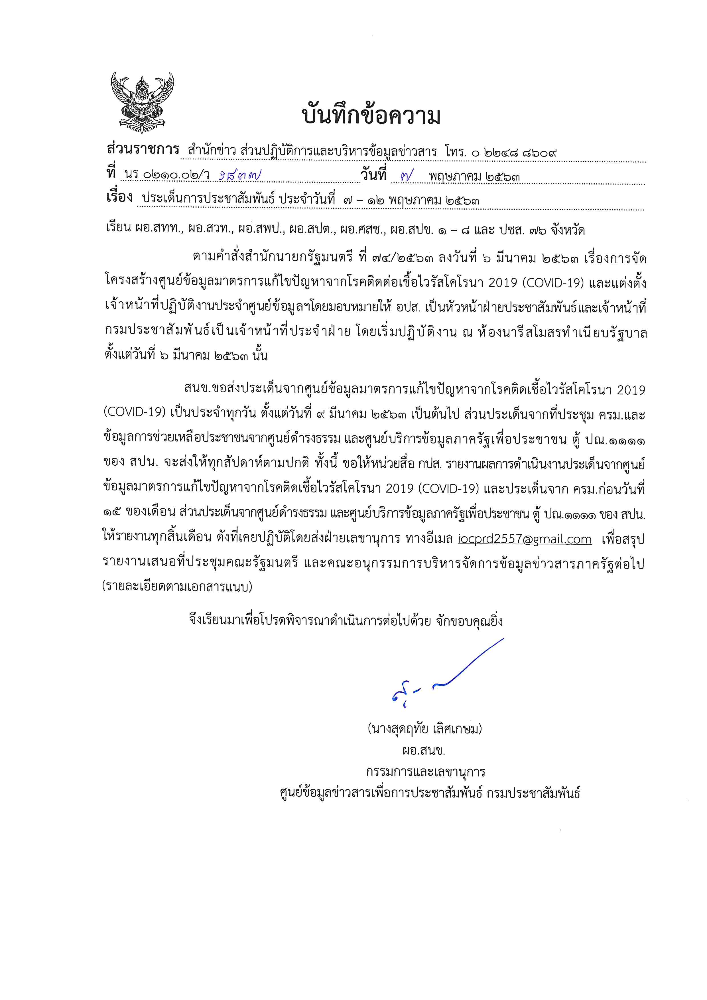 บันทึกข้อความ
ส่วนราชการ สำนักข่าว ส่วนปฏิบัติการและบริหารข้อมูลข่าวสาร โทร. ๐ ๒๒๔๘ ๘๖๐๙
ที่ นร ๐๒๑๐.๐๒/ว ๑๘๓๗ วันที่ ๗ พฤษภาคม ๒๕๖๓
เรื่อง ประเด็นการประชาสัมพันธ์ ประจำวันที่ ๗ – ๑๒ พฤษภาคม ๒๕๖๓
เรียน ผอ.สทท., ผอ.สวท., ผอ.สพป., ผอ.สปต., ผอ.ศสช., ผอ.สปข. ๑ – ๘ และ ปชส. ๗๖ จังหวัด
ตามคำสั่งสำนักนายกรัฐมนตรี ที่ ๗๔/๒๕๖๓ ลงวันที่ ๖ มีนาคม ๒๕๖๓ เรื่องการจัด
โครงสร้างศูนย์ข้อมูลมาตรการแก้ไขปัญหาจากโรคติดต่อเชื้อไวรัสโคโรนา 2019 (COVID-19) และแต่งตั้ง
เจ้าหน้าที่ปฏิบัติงานประจำศูนย์ข้อมูลฯโดยมอบหมายให้ อปส. เป็นหัวหน้าฝ่ายประชาสัมพันธ์และเจ้าหน้าที่
กรมประชาสัมพันธ์เป็นเจ้าหน้าที่ประจำฝ่าย โดยเริ่มปฏิบัติงาน ณ ห้องนารีสโมสรทำเนียบรัฐบาล
ตั้งแต่วันที่ ๖ มีนาคม ๒๕๖๓ นั้น
สนข.ขอส่งประเด็นจากศูนย์ข้อมูลมาตรการแก้ไขปัญหาจากโรคติดเชื้อไวรัสโคโรนา 2019
(COVID-19) เป็นประจำทุกวัน ตั้งแต่วันที่ ๙ มีนาคม ๒๕๖๓ เป็นต้นไป ส่วนประเด็นจากที่ประชุม ครม.และ
ข้อมูลการช่วยเหลือประชาชนจากศูนย์ดำรงธรรม และศูนย์บริการข้อมูลภาครัฐเพื่อประชาชน ตู้ ปณ.๑๑๑๑
ของ สปน. จะส่งให้ทุกสัปดาห์ตามปกติ ทั้งนี้ ขอให้หน่วยสื่อ กปส. รายงานผลการดำเนินงานประเด็นจากศูนย์
ข้อมูลมาตรการแก้ไขปัญหาจากโรคติดเชื้อไวรัสโคโรนา 2019 (COVID-19) และประเด็นจาก ครม.ก่อนวันที่
๑๕ ของเดือน ส่วนประเด็นจากศูนย์ดำรงธรรม และศูนย์บริการข้อมูลภาครัฐเพื่อประชาชน ตู้ ปณ.๑๑๑๑ ของ สปน.
ให้รายงานทุกสิ้นเดือน ดังที่เคยปฏิบัติโดยส่งฝ่ายเลขานุการ ทางอีเมล iocprd2557@gmail.com เพื่อสรุป
รายงานเสนอที่ประชุมคณะรัฐมนตรี และคณะอนุกรรมการบริหารจัดการข้อมูลข่าวสารภาครัฐต่อไป
(รายละเอียดตามเอกสารแนบ)
จึงเรียนมาเพื่อโปรดพิจารณาดำเนินการต่อไปด้วย จักขอบคุณยิ่ง
(นางสุดฤทัย เลิศเกษม)
ผอ.สนข.
กรรมการและเลขานุการ
ศูนย์ข้อมูลข่าวสารเพื่อการประชาสัมพันธ์ กรมประชาสัมพันธ์